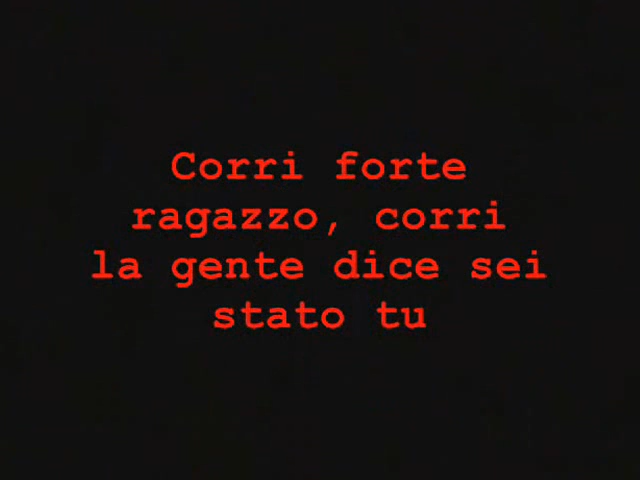 Corri forte
ragazzo, corri
la gente dice sei
stato tu